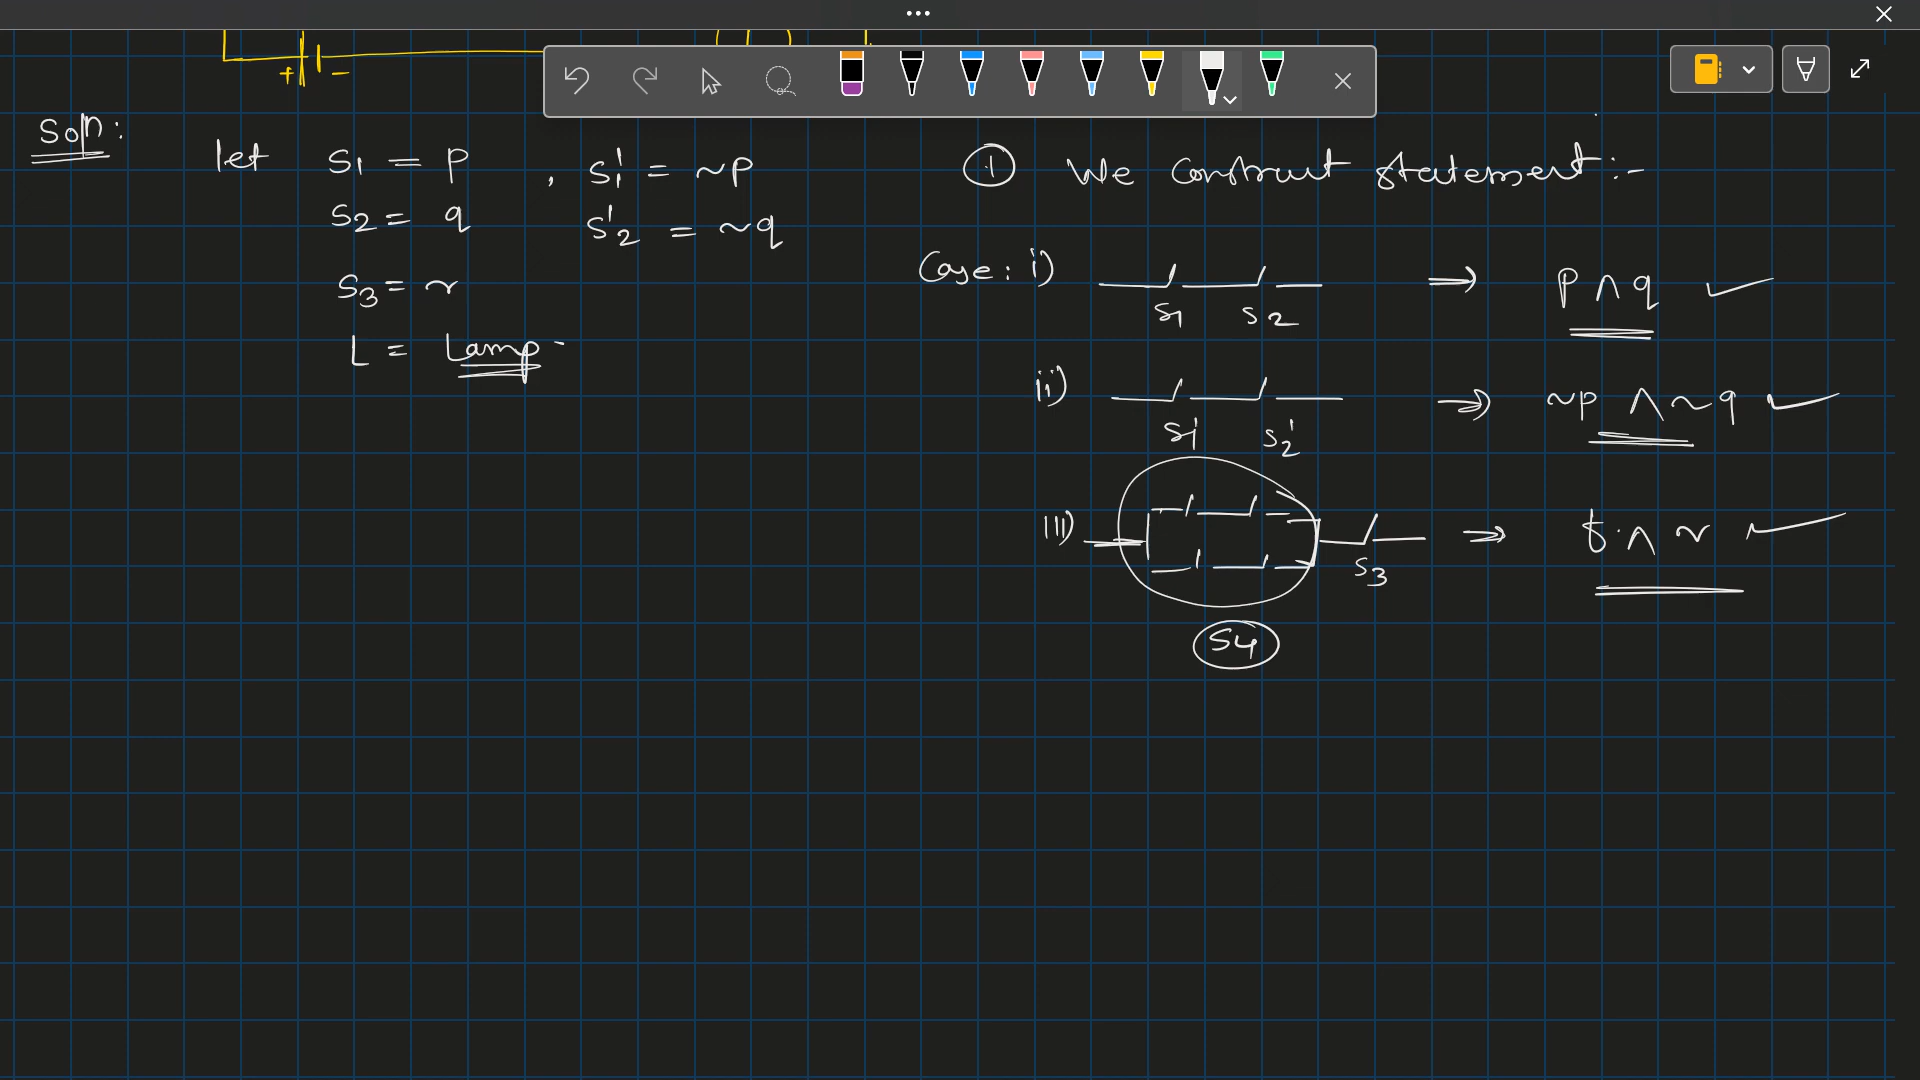 + -
Soln:
let S1 = p , S1' = ~p
S2 = q S2' = ~q
S3 = r
L = Lamp
① We construct statement :-
Case : i) S1 S2 ⇒ p ∧ q ✓
ii) S1' S2' ⇒ ~p ∧ ~q ✓
iii) S3 ⇒ t ∧ r ✓
S4